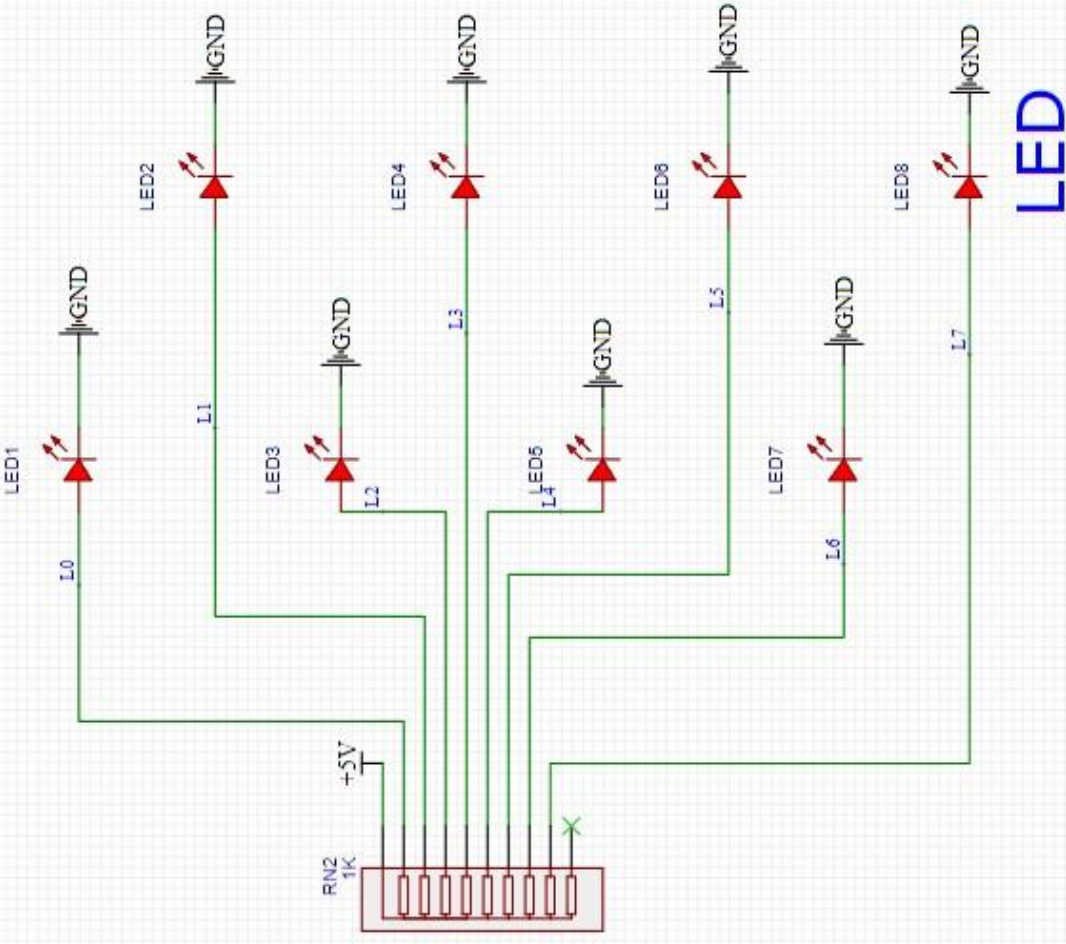 GND
GND
GND
GND
LED2
LED4
LED6
LED8
LED
GND
GND
GND
GND
L1
L3
L5
L7
LED1
LED3
LED5
LED7
L2
L4
L0
L6
+5V
RN2
1K